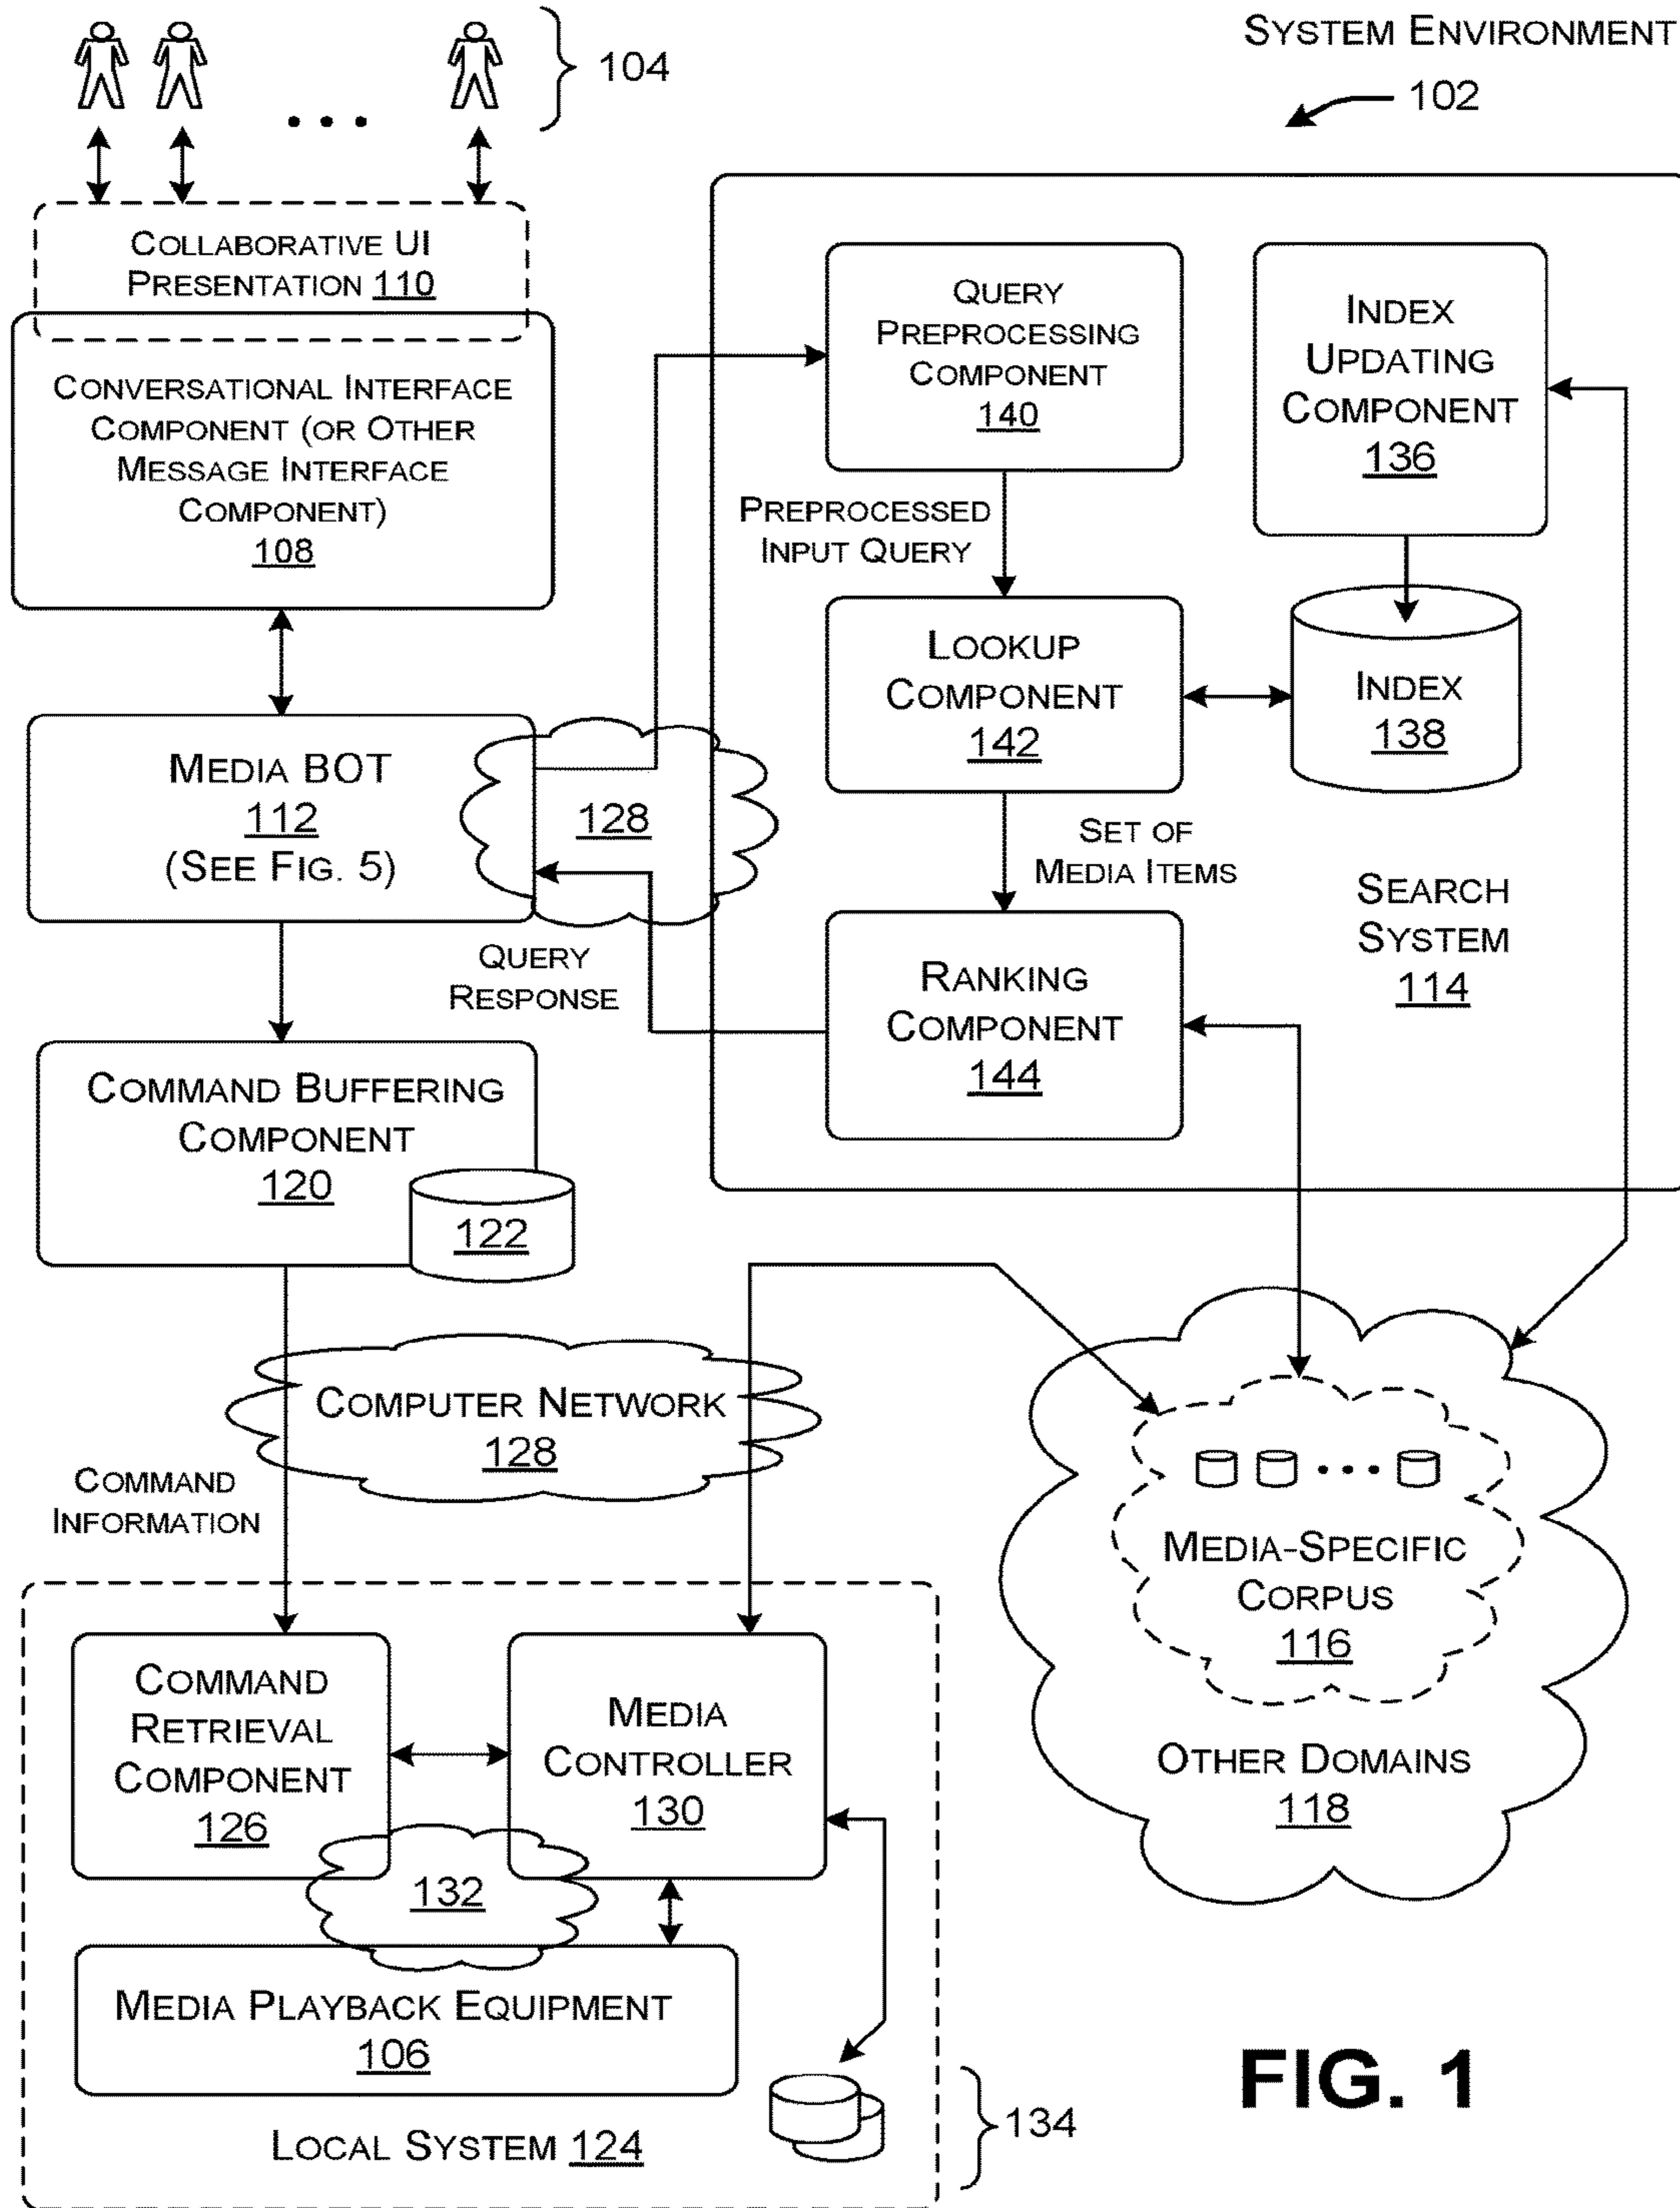 SYSTEM ENVIRONMENT
102
104
COLLABORATIVE UI
PRESENTATION 110
CONVERSATIONAL INTERFACE
COMPONENT (OR OTHER
MESSAGE INTERFACE
COMPONENT)
108
MEDIA BOT
112
(SEE FIG. 5)
128
QUERY
RESPONSE
QUERY
PREPROCESSING
COMPONENT
140
PREPROCESSED
INPUT QUERY
INDEX
UPDATING
COMPONENT
136
LOOKUP
COMPONENT
142
INDEX
138
SET OF
MEDIA ITEMS
RANKING
COMPONENT
144
SEARCH
SYSTEM
114
COMMAND BUFFERING
COMPONENT
120
122
COMPUTER NETWORK
128
COMMAND
INFORMATION
MEDIA-SPECIFIC
CORPUS
116
OTHER DOMAINS
118
COMMAND
RETRIEVAL
COMPONENT
126
MEDIA
CONTROLLER
130
132
MEDIA PLAYBACK EQUIPMENT
106
LOCAL SYSTEM 124
134
FIG. 1